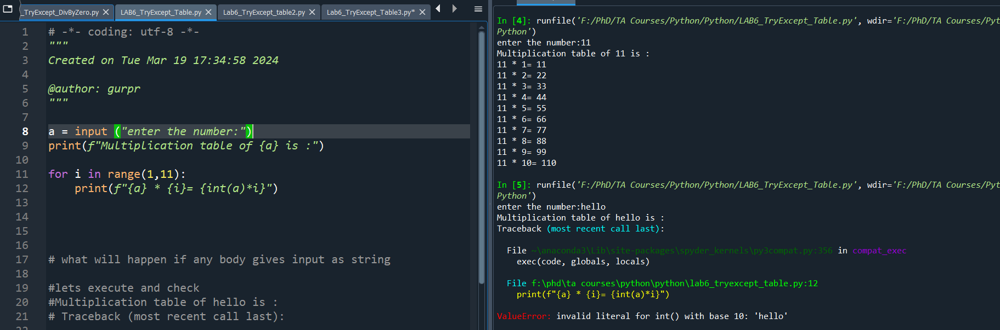 _TryExcept_DivByZero.py
LAB6_TryExcept_Table.py
Lab6_TryExcept_table2.py
Lab6_TryExcept_Table3.py*
1 # -*- coding: utf-8 -*-
2 """
3 Created on Tue Mar 19 17:34:58 2024
4
5 @author: gurpr
6 """
7
8 a = input ("enter the number:")
9 print(f"Multiplication table of {a} is :")
10
11 for i in range(1,11):
12     print(f"{a} * {i}= {int(a)*i}")
13
14
15
16
17 # what will happen if any body gives input as string
18
19 #lets execute and check
20 #Multiplication table of hello is :
21 # Traceback (most recent call last):
In [4]: runfile('F:/PhD/TA Courses/Python/Python/LAB6_TryExcept_Table.py', wdir='F:/PhD/TA Courses/Pyt
Python')
enter the number:11
Multiplication table of 11 is :
11 * 1= 11
11 * 2= 22
11 * 3= 33
11 * 4= 44
11 * 5= 55
11 * 6= 66
11 * 7= 77
11 * 8= 88
11 * 9= 99
11 * 10= 110
In [5]: runfile('F:/PhD/TA Courses/Python/Python/LAB6_TryExcept_Table.py', wdir='F:/PhD/TA Courses/Pyt
Python')
enter the number:hello
Multiplication table of hello is :
Traceback (most recent call last):
File ~\anaconda3\Lib\site-packages\spyder_kernels\py3compat.py:356 in compat_exec
exec(code, globals, locals)
File f:\phd\ta courses\python\python\lab6_tryexcept_table.py:12
print(f"{a} * {i}= {int(a)*i}")
ValueError: invalid literal for int() with base 10: 'hello'